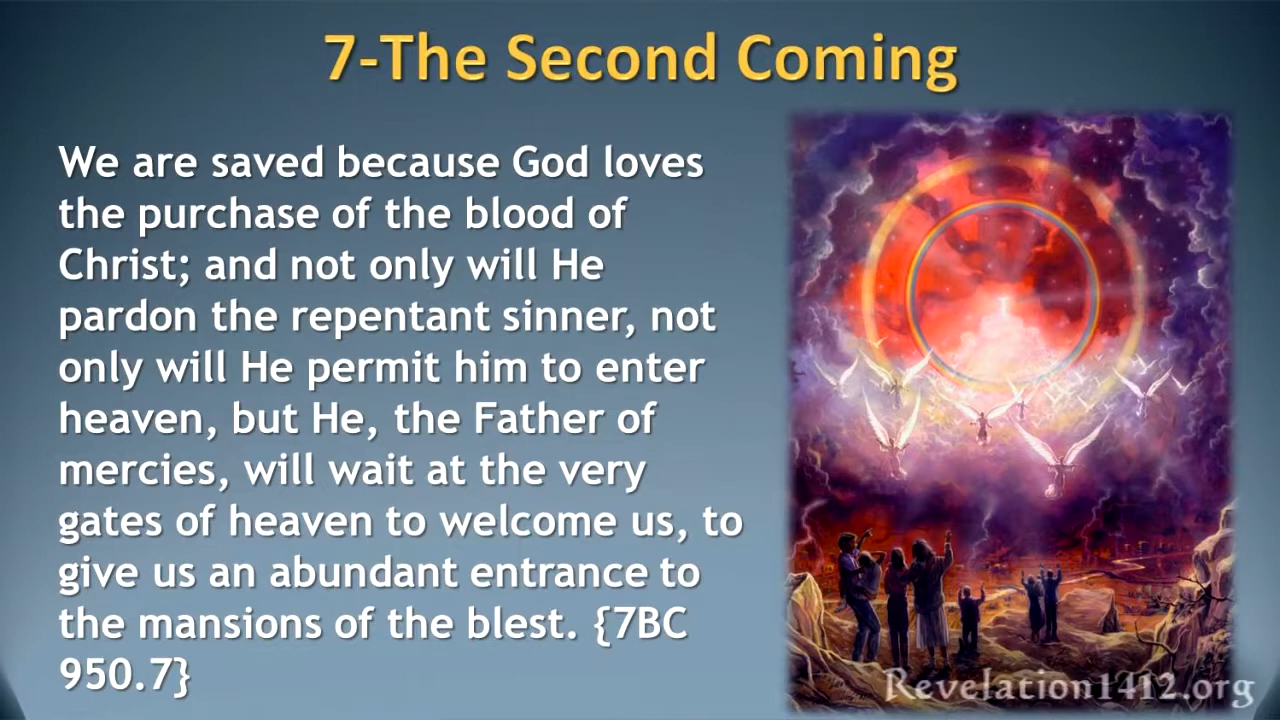 7-The Second Coming
We are saved because God loves
the purchase of the blood of
Christ; and not only will He
pardon the repentant sinner, not
only will He permit him to enter
heaven, but He, the Father of
mercies, will wait at the very
gates of heaven to welcome us, to
give us an abundant entrance to
the mansions of the blest. {7BC
950.7}
Revelation1412.org